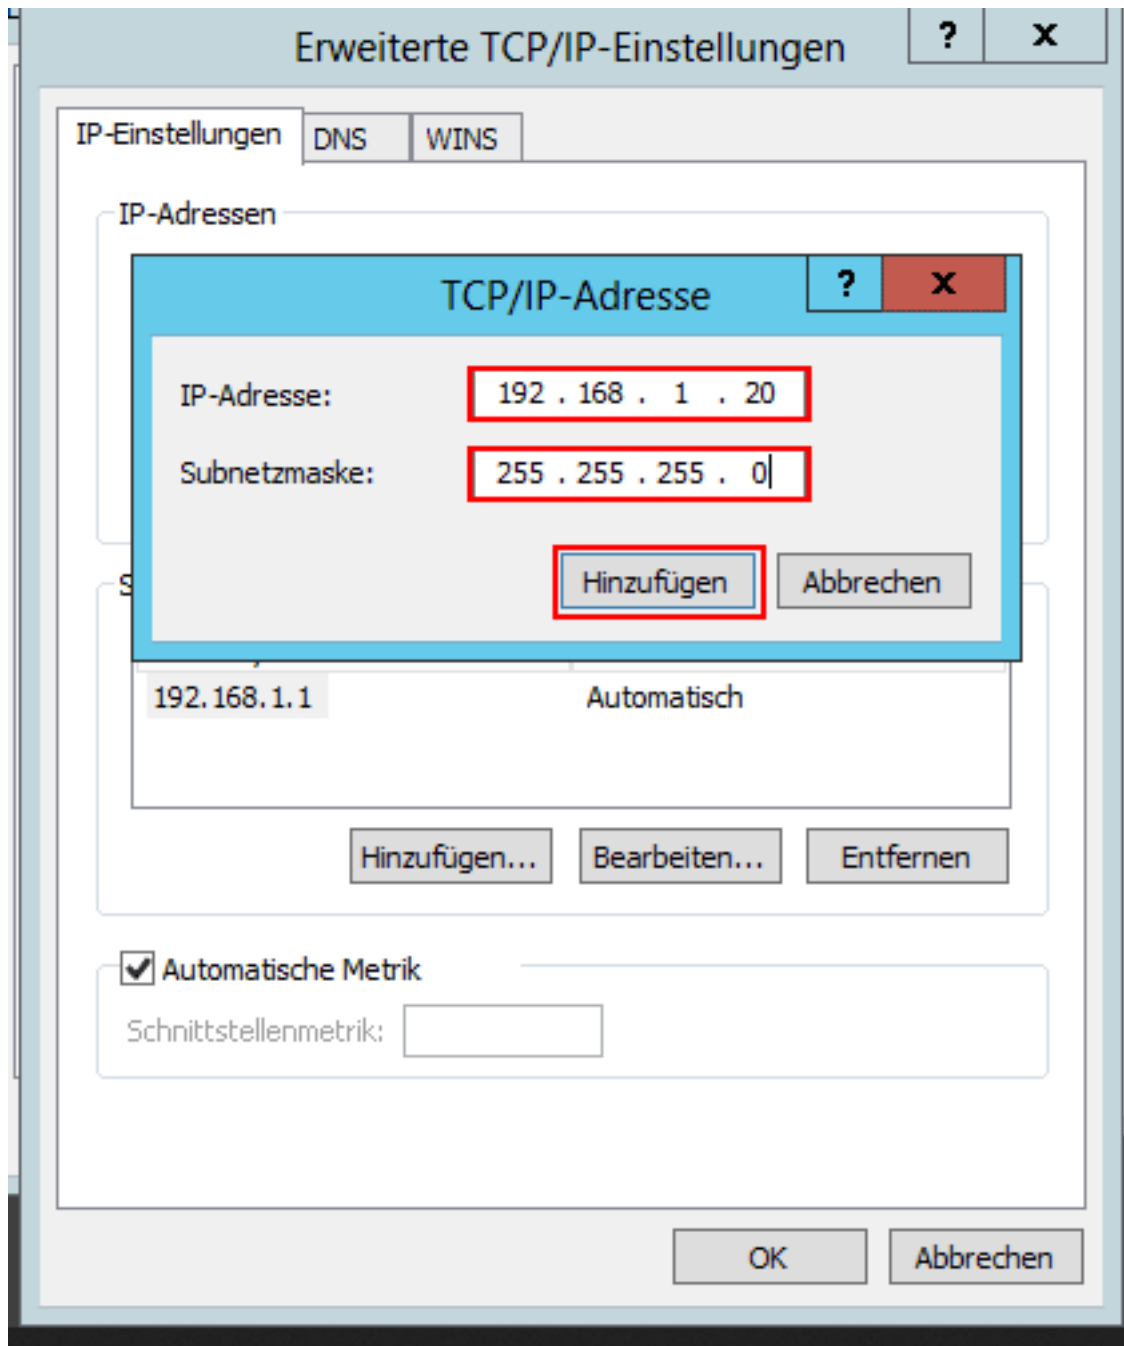 Erweiterte TCP/IP-Einstellungen ? x
IP-Einstellungen DNS WINS
IP-Adressen
TCP/IP-Adresse ? x
IP-Adresse: 192 . 168 . 1 . 20
Subnetzmaske: 255 . 255 . 255 . 0
Hinzufügen Abbrechen
192.168.1.1 Automatisch
Hinzufügen... Bearbeiten... Entfernen
Automatische Metrik
Schnittstellenmetrik:
OK Abbrechen